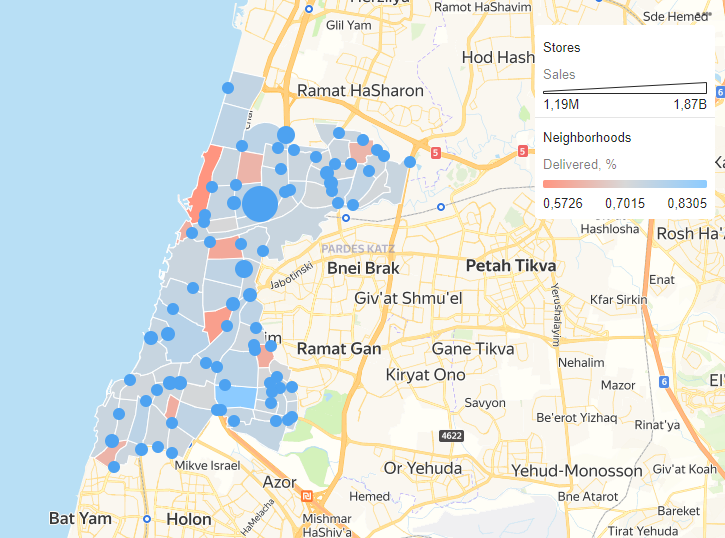 Ramot HaShavim
Glil Yam
Sde Hemed
Hod Hash
Ramat HaSharon
Stores
Sales
1,19M
1,87B
6
Neighborhoods
Delivered, %
0,5726
0,7015
0,8305
5
5
Hashlosha
Rosh Ha'A
PARDES KATZ
Jabotinski
Bnei Brak
Petah Tikva
Enat
Giv'at Shmu'el
Kfar Sirkin
Yerushalayim
im
Ramat Gan
Gane Tikva
Nehalim
Kiryat Ono
Mazor
6
El'
Savyon
Be'erot Yizhaq
Rinat'ya
4622
Mikve Israel
Or Yehuda
Yehud-Monosson
Giv'at Koah
Azor
Hemed
Bne Atarot
Bareket
Bat Yam
Holon
HaMelacha
Mishmar
HaShiv'a
Tirat Yehuda